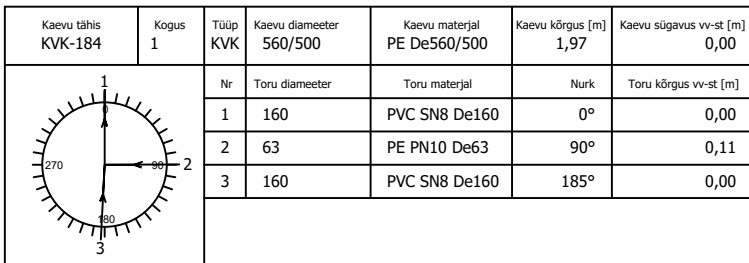 Kaevu tähis Kogus Tüüp Kaevu diameeter Kaevu materjal Kaevu kõrgus [m] Kaevu sügavus vv-st [m]
KVK-184 1 KVK 560/500 PE De560/500 1,97 0,00
Nr Toru diameeter Toru materjal Nurk Toru kõrgus vv-st [m]
1 160 PVC SN8 De160 0° 0,00
2 63 PE PN10 De63 90° 0,11
3 160 PVC SN8 De160 185° 0,00
1
0
270 90 2
180
3